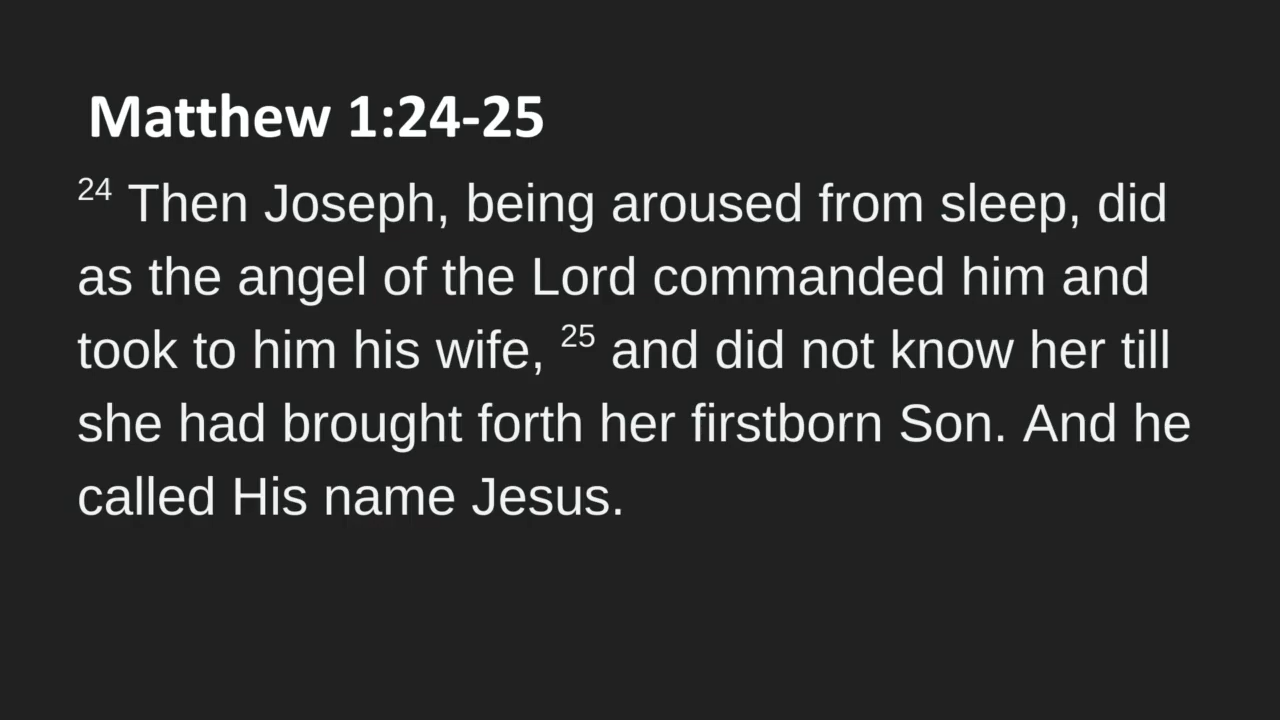 Matthew 1:24-25
24 Then Joseph, being aroused from sleep, did
as the angel of the Lord commanded him and
took to him his wife, 25 and did not know her till
she had brought forth her firstborn Son. And he
called His name Jesus.